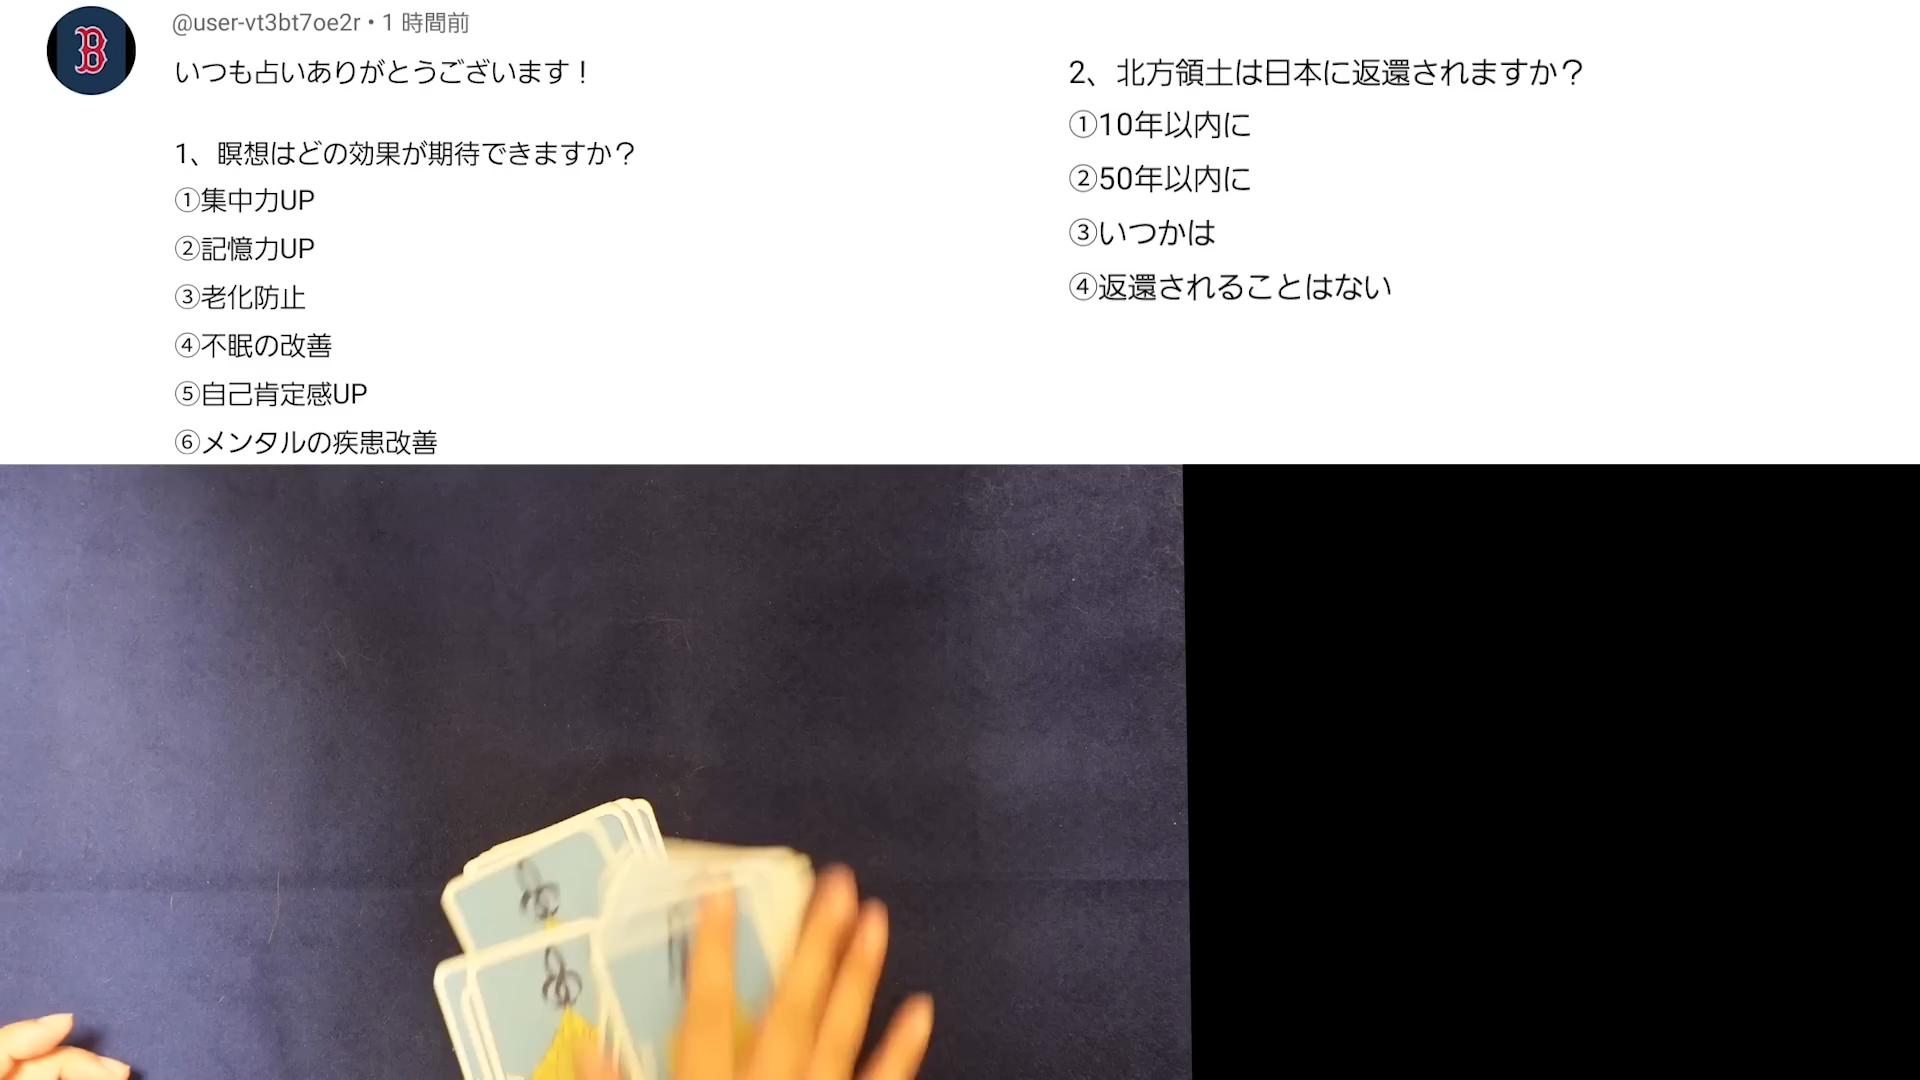 B
@user-vt3bt7oe2r • 1 時間前
いつも占いありがとうございます！
1、瞑想はどの効果が期待できますか？
①集中力UP
②記憶力UP
③老化防止
④不眠の改善
⑤自己肯定感UP
⑥メンタルの疾患改善
2、北方領土は日本に返還されますか？
①10年以内に
②50年以内に
③いつかは
④返還されることはない